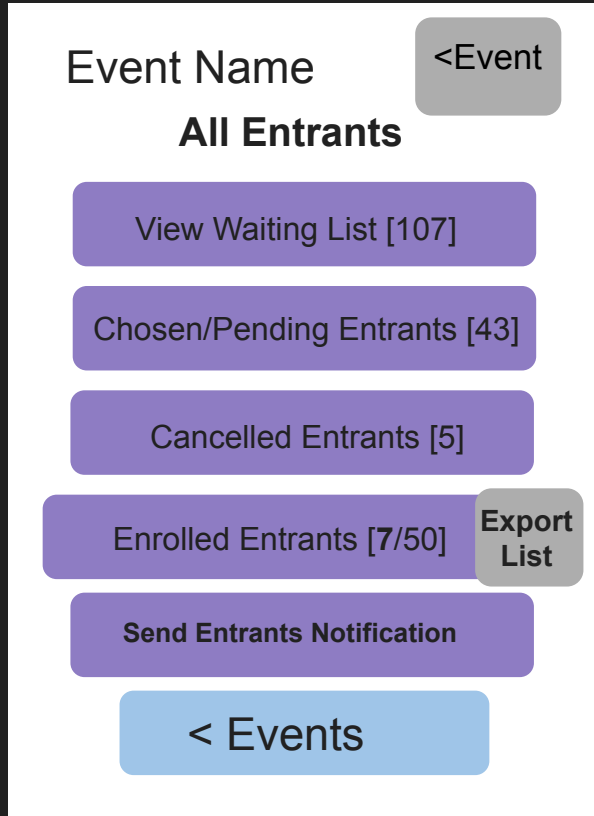 Event Name
<Event
All Entrants
View Waiting List [107]
Chosen/Pending Entrants [43]
Cancelled Entrants [5]
Enrolled Entrants [7/50]
Export
List
Send Entrants Notification
< Events